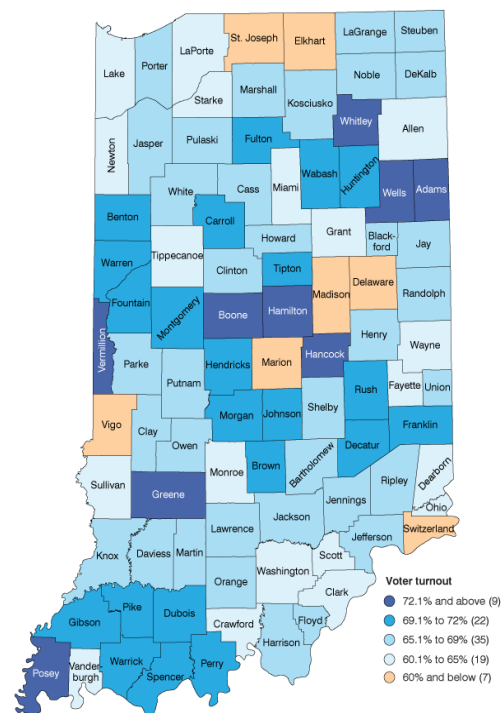 St. Joseph
Elkhart
LaGrange
Steuben
LaPorte
Lake
Porter
Noble
DeKalb
Marshall
Starke
Kosciusko
Whitley
Allen
Newton
Jasper
Pulaski
Fulton
Wabash
Huntington
Miami
Wells
Adams
White
Cass
Benton
Carroll
Grant
Black-
ford
Jay
Howard
Tippecanoe
Warren
Clinton
Tipton
Madison
Delaware
Randolph
Fountain
Montgomery
Boone
Hamilton
Vermillion
Henry
Hancock
Wayne
Parke
Hendricks
Marion
Putnam
Rush
Fayette
Union
Shelby
Morgan
Johnson
Vigo
Clay
Franklin
Owen
Decatur
Bartholomew
Brown
Monroe
Dearborn
Sullivan
Ripley
Greene
Jennings
Ohio
Jackson
Lawrence
Switzerland
Jefferson
Knox
Daviess
Martin
Scott
Orange
Washington
Clark
Pike
Dubois
Gibson
Crawford
Floyd
Harrison
Posey
Vander-
burgh
Warrick
Perry
Spencer
Voter turnout
72.1% and above (9)
69.1% to 72% (22)
65.1% to 69% (35)
60.1% to 65% (19)
60% and below (7)